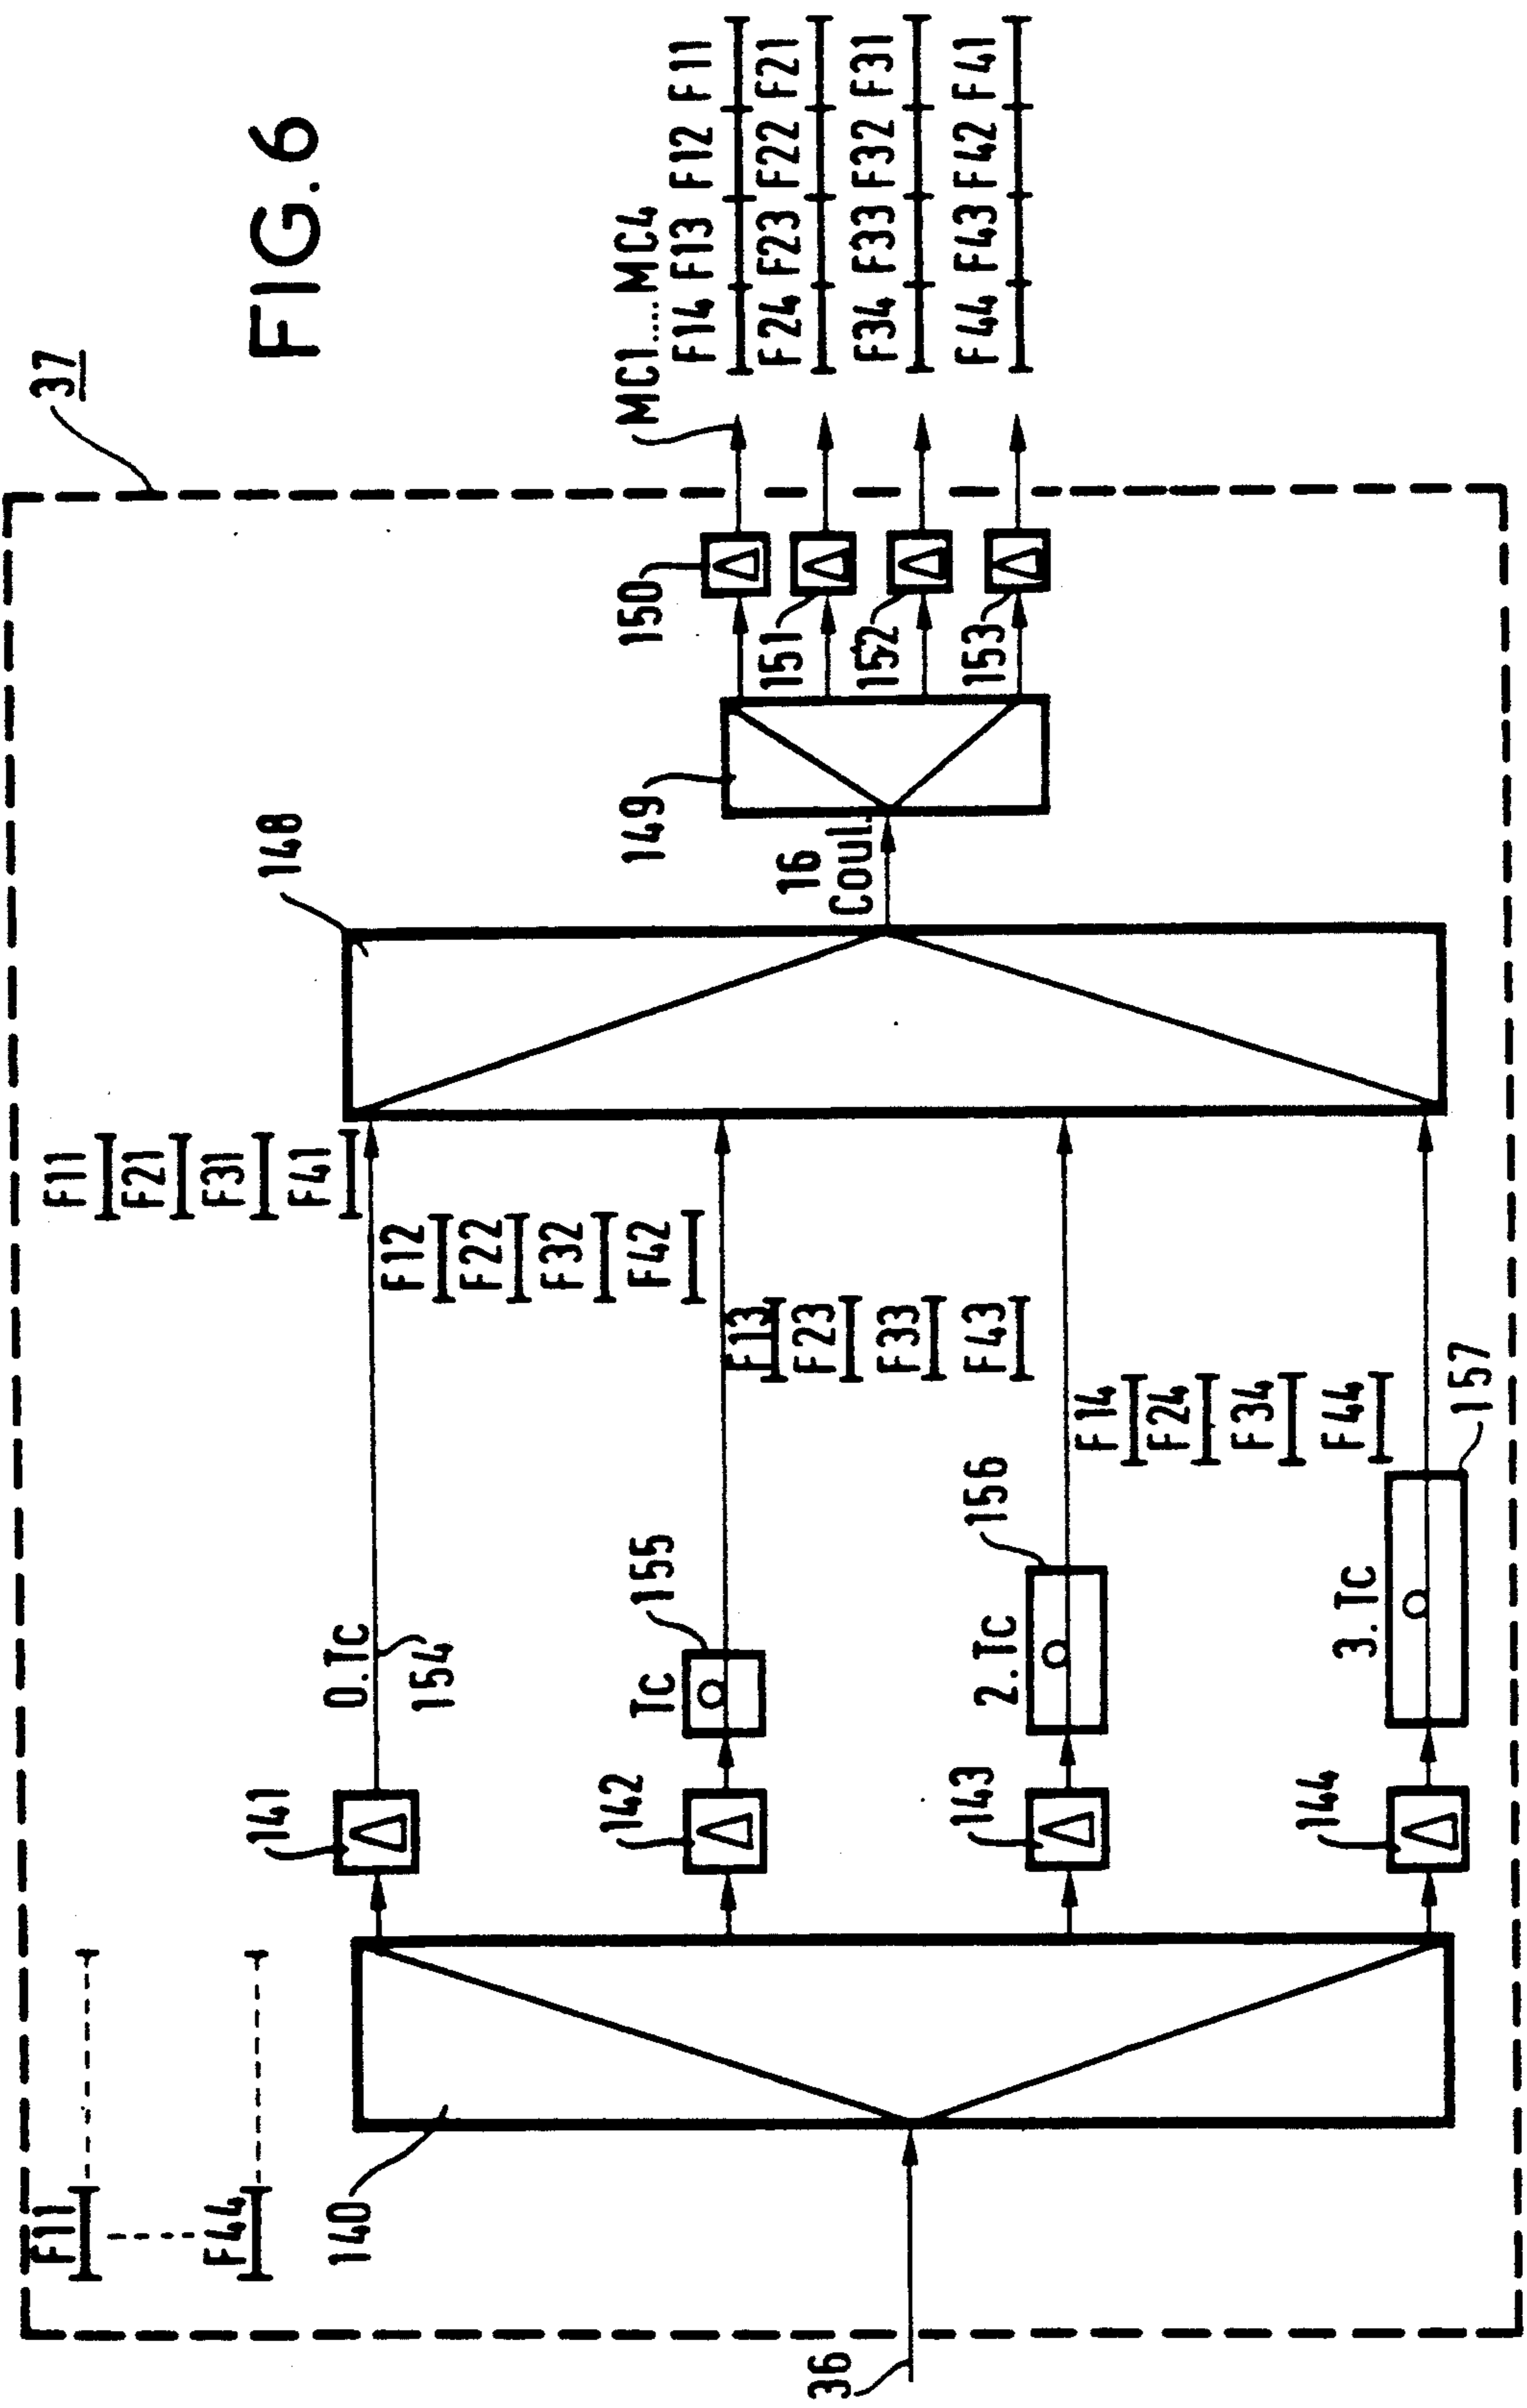 FIG.6
37
MC1....MC4
F14 F13 F12 F11
F24 F23 F22 F21
F34 F33 F32 F31
F44 F43 F42 F41
150
151
152
153
149
16
Coul.
148
F11
F21
F31
F41
F12
F22
F32
F42
F13
F23
F33
F43
F14
F24
F34
F44
0.Tc
154
Tc
155
2.Tc
156
3.Tc
157
141
142
143
144
F11
F44
140
36